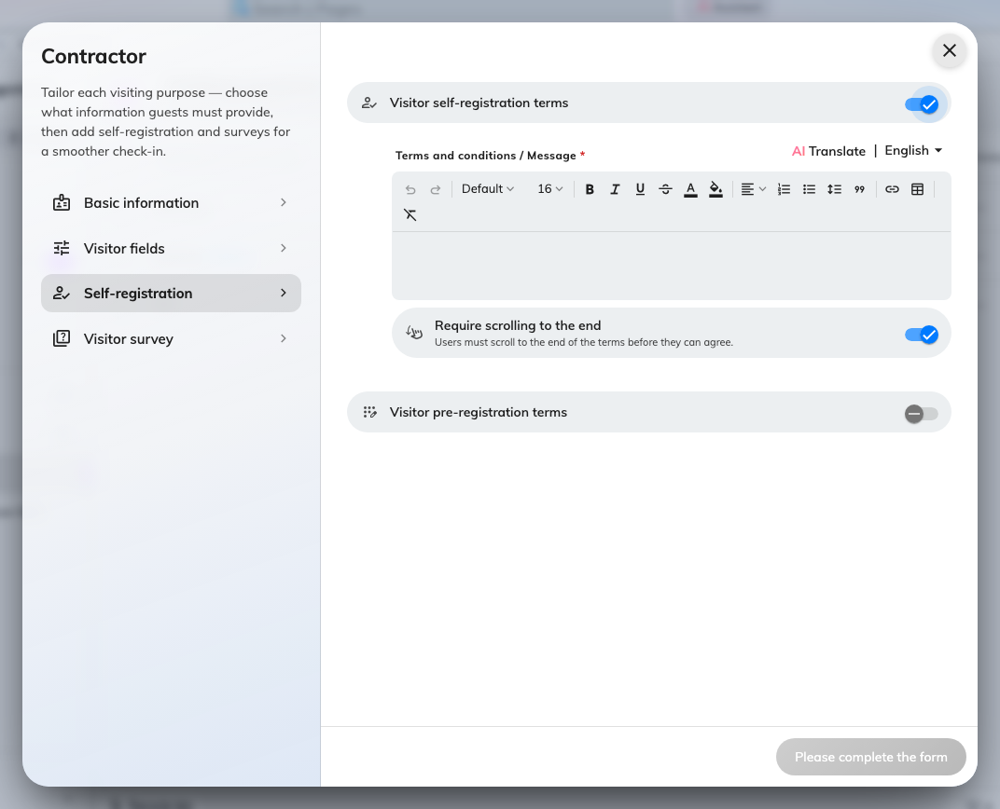 Contractor
Tailor each visiting purpose — choose
what information guests must provide,
then add self-registration and surveys for
a smoother check-in.
Basic information
Visitor fields
Self-registration
Visitor survey
Visitor self-registration terms
Terms and conditions / Message *
AI Translate | English
Default 16 B I U S A
Require scrolling to the end
Users must scroll to the end of the terms before they can agree.
Visitor pre-registration terms
Please complete the form